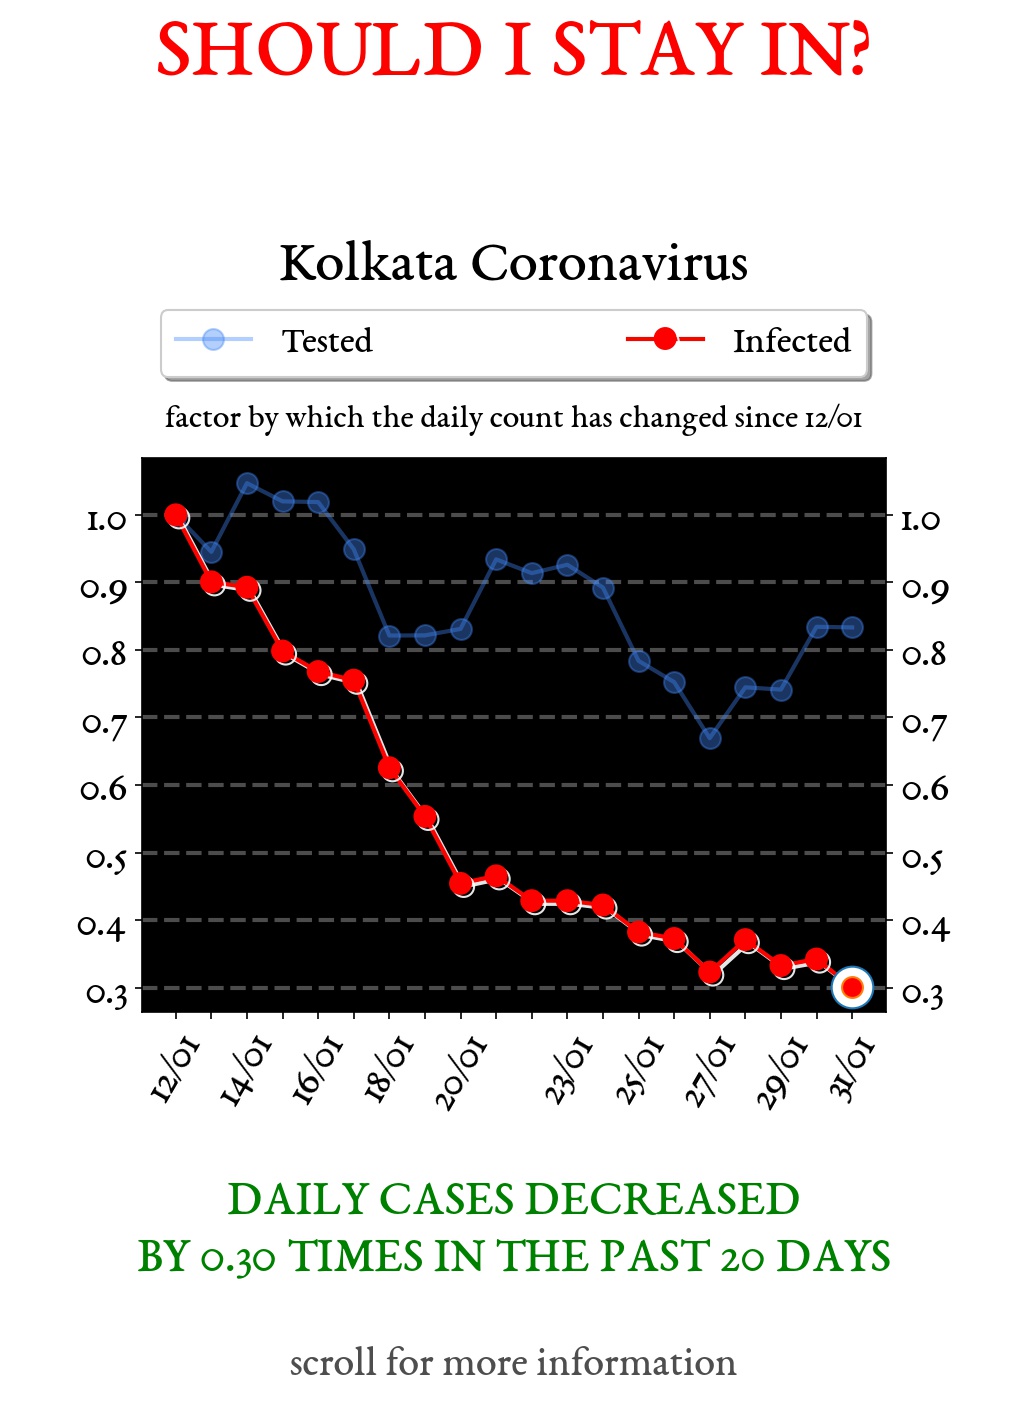 SHOULD I STAY IN?
Kolkata Coronavirus
Tested Infected
factor by which the daily count has changed since 12/01
1.0 1.0
0.9 0.9
0.8 0.8
0.7 0.7
0.6 0.6
0.5 0.5
0.4 0.4
0.3 0.3
12/01 14/01 16/01 18/01 20/01 23/01 25/01 27/01 29/01 31/01
DAILY CASES DECREASED
BY 0.30 TIMES IN THE PAST 20 DAYS
scroll for more information